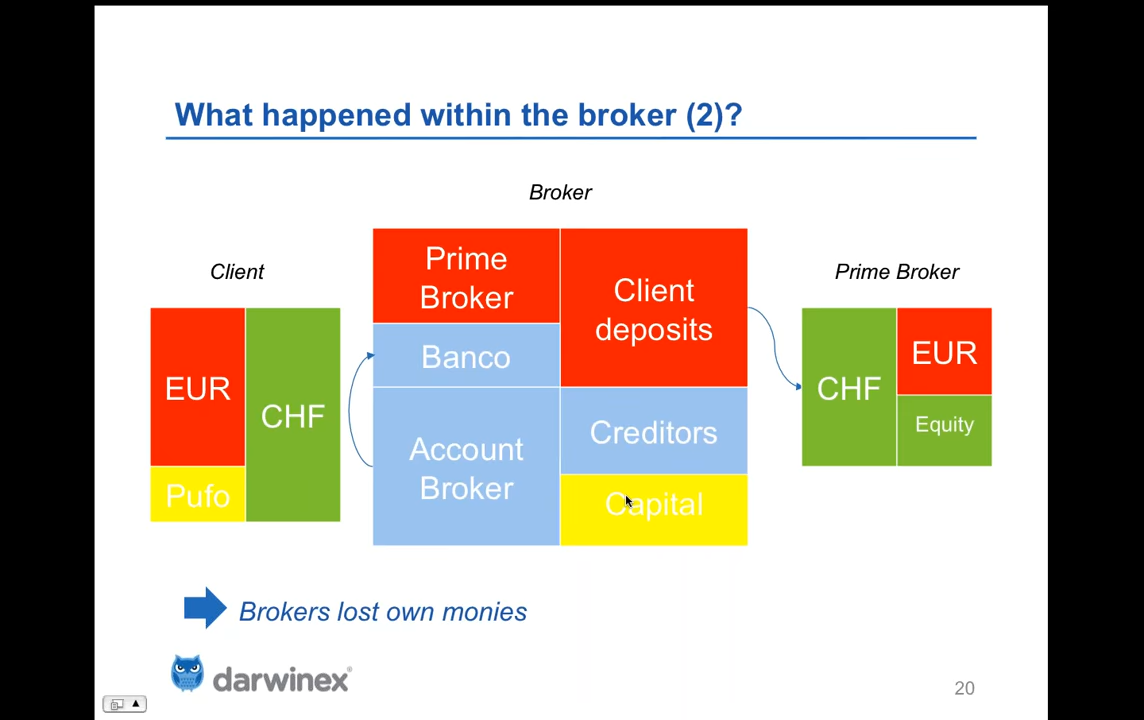 What happened within the broker (2)?
Broker
Client
Prime Broker
EUR
CHF
Pufo
Prime
Broker
Banco
Account
Broker
Client
deposits
Creditors
Capital
CHF
EUR
Equity
Brokers lost own monies
darwinex®
20